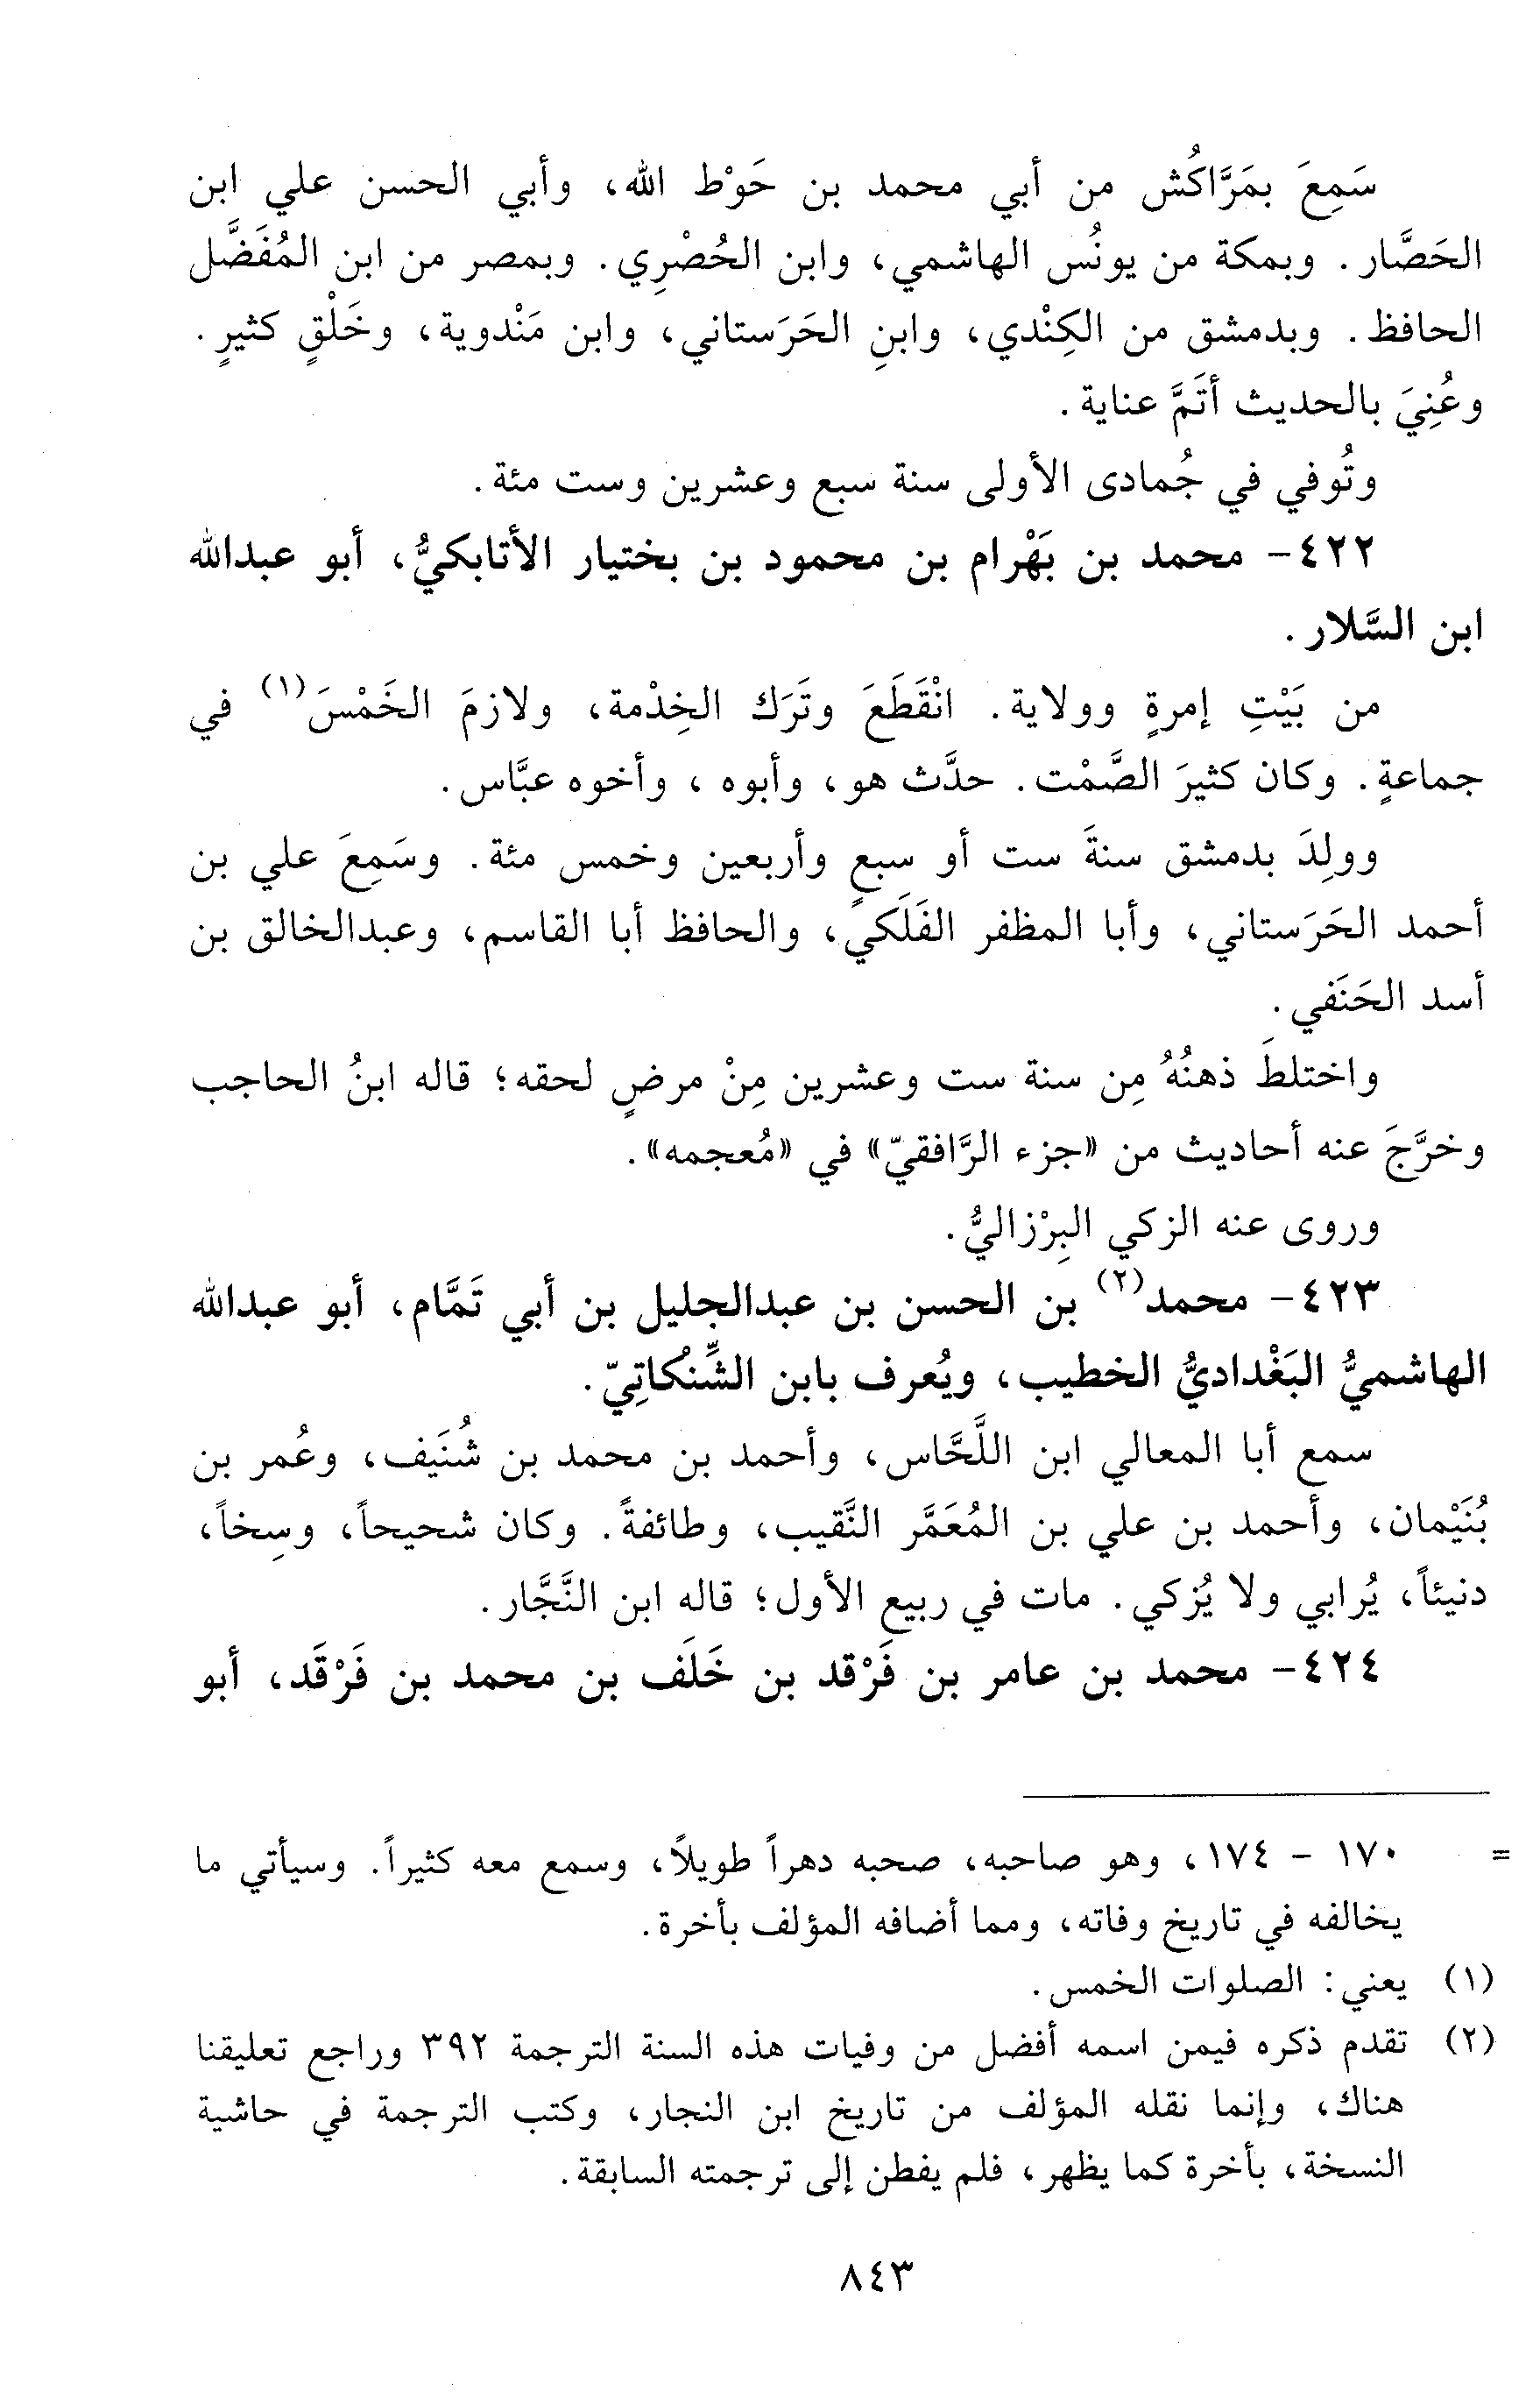 سَمِعَ بمَرَّاكُش من أبي محمد بن حَوْط الله، وأبي الحسن علي ابن
الحَصَّار. وبمكة من يونُس الهاشمي، وابن الحُصْرِي. وبمصر من ابن المُفَضَّل
الحافظ. وبدمشق من الكِنْدي، وابنِ الحَرَستاني، وابن مَنْدوية، وخَلْقٍ كثيرٍ.
وعُنِيَ بالحديث أتَمَّ عناية.
وتُوفي في جُمادى الأولى سنة سبع وعشرين وست مئة.
٤٢٢- محمد بن بَهْرام بن محمود بن بختيار الأتابكيُّ، أبو عبدالله
ابن السَّلار.
من بَيْتِ إمرةٍ وولاية. انْقَطَعَ وتَرَك الخِدْمة، ولازمَ الخَمْسَ(١) في
جماعةٍ. وكان كثيرَ الصَّمْت. حدَّث هو، وأبوه، وأخوه عبَّاس.
وولِدَ بدمشق سنةَ ست أو سبعٍ وأربعين وخمس مئة. وسَمِعَ علي بن
أحمد الحَرَستاني، وأبا المظفر الفَلَكي، والحافظ أبا القاسم، وعبدالخالق بن
أسد الحَنَفي.
واختلطَ ذهنُهُ مِن سنة ست وعشرين مِنْ مرضٍ لحقه؛ قاله ابنُ الحاجب
وخرَّجَ عنه أحاديث من «جزء الرَّافقيّ» في «مُعجمه».
وروى عنه الزكي البِرْزاليُّ.
٤٢٣- محمد(٢) بن الحسن بن عبدالجليل بن أبي تَمَّام، أبو عبدالله
الهاشميُّ البَغْداديُّ الخطيب، ويُعرف بابن الشِّنْكاتِيّ.
سمع أبا المعالي ابن اللَّحَّاس، وأحمد بن محمد بن شُنَيف، وعُمر بن
بُنَيْمان، وأحمد بن علي بن المُعَمَّر النَّقيب، وطائفةً. وكان شحيحاً، وسِخاً،
دنيئاً، يُرابي ولا يُزكي. مات في ربيع الأول؛ قاله ابن النَّجَّار.
٤٢٤- محمد بن عامر بن فَرْقد بن خَلَف بن محمد بن فَرْقَد، أبو
= ١٧٠ - ١٧٤، وهو صاحبه، صحبه دهراً طويلاً، وسمع معه كثيراً. وسيأتي ما
يخالفه في تاريخ وفاته، ومما أضافه المؤلف بأخرة.
(١) يعني: الصلوات الخمس.
(٢) تقدم ذكره فيمن اسمه أفضل من وفيات هذه السنة الترجمة ٣٩٢ وراجع تعليقنا
هناك، وإنما نقله المؤلف من تاريخ ابن النجار، وكتب الترجمة في حاشية
النسخة، بأخرة كما يظهر، فلم يفطن إلى ترجمته السابقة.
٨٤٣